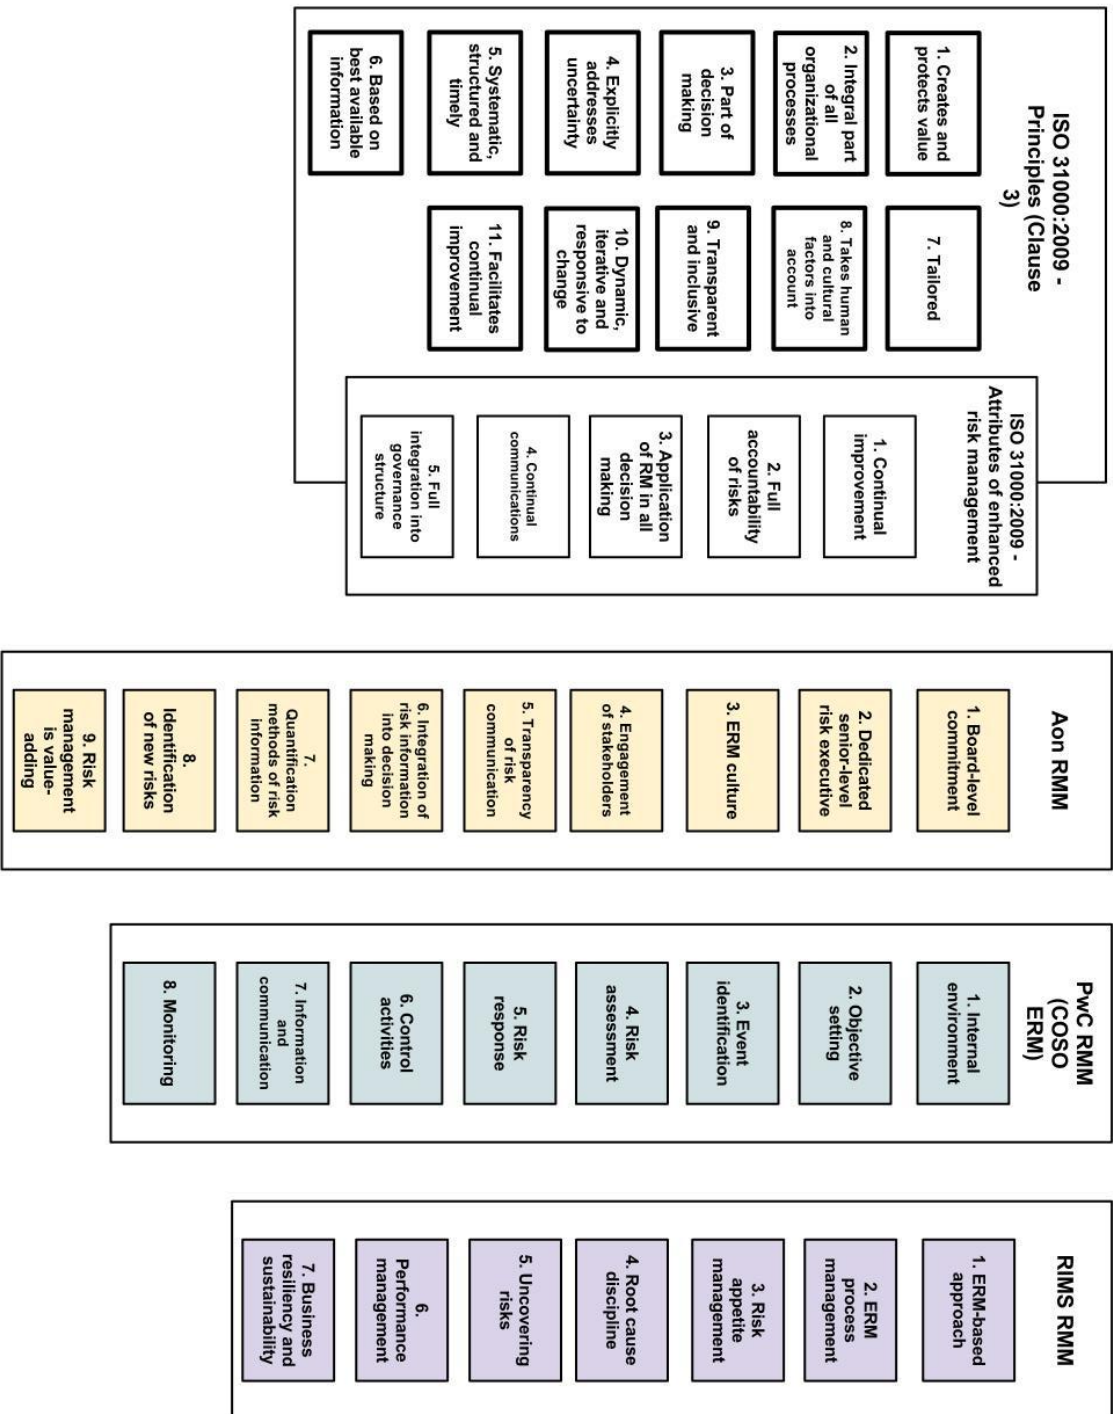 ISO 31000:2009 -
Principles (Clause
3)
1. Creates and
protects value
2. Integral part
of all
organizational
processes
3. Part of
decision
making
4. Explicitly
addresses
uncertainty
5. Systematic,
structured and
timely
6. Based on
best available
information
7. Tailored
8. Takes human
and cultural
factors into
account
9. Transparent
and inclusive
10. Dynamic,
iterative and
responsive to
change
11. Facilitates
continual
improvement
ISO 31000:2009 -
Attributes of enhanced
risk management
1. Continual
improvement
2. Full
accountability
of risks
3. Application
of RM in all
decision
making
4. Continual
communications
5. Full
integration into
governance
structure
Aon RMM
1. Board-level
commitment
2. Dedicated
senior-level
risk executive
3. ERM culture
4. Engagement
of stakeholders
5. Transparency
of risk
communication
6. Integration of
risk information
into decision
making
7.
Quantification
methods of risk
information
8.
Identification
of new risks
9. Risk
management
is value-
adding
PwC RMM
(COSO
ERM)
1. Internal
environment
2. Objective
setting
3. Event
identification
4. Risk
assessment
5. Risk
response
6. Control
activities
7. Information
and
communication
8. Monitoring
RIMS RMM
1. ERM-based
approach
2. ERM
process
management
3. Risk
appetite
management
4. Root cause
discipline
5. Uncovering
risks
6.
Performance
management
7. Business
resiliency and
sustainability